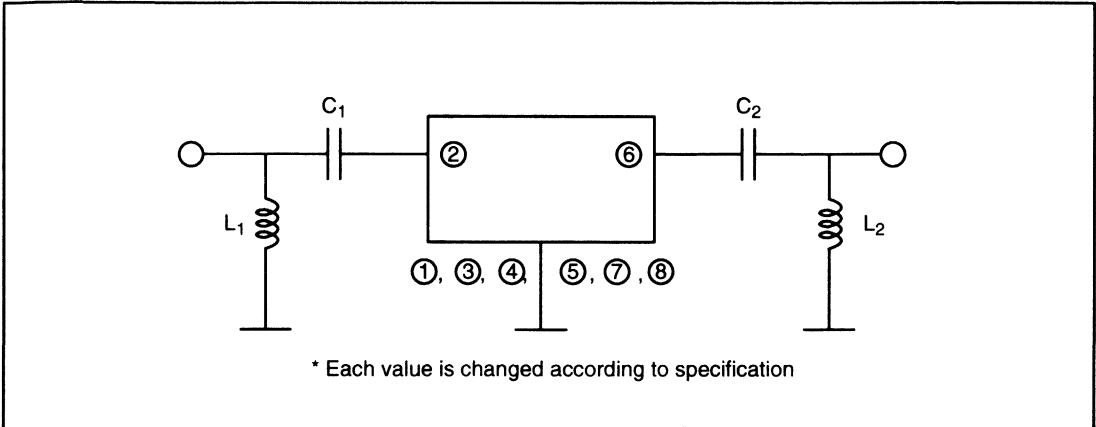 C1 C2
② ⑥
L1 L2
①, ③, ④, ⑤, ⑦, ⑧
* Each value is changed according to specification